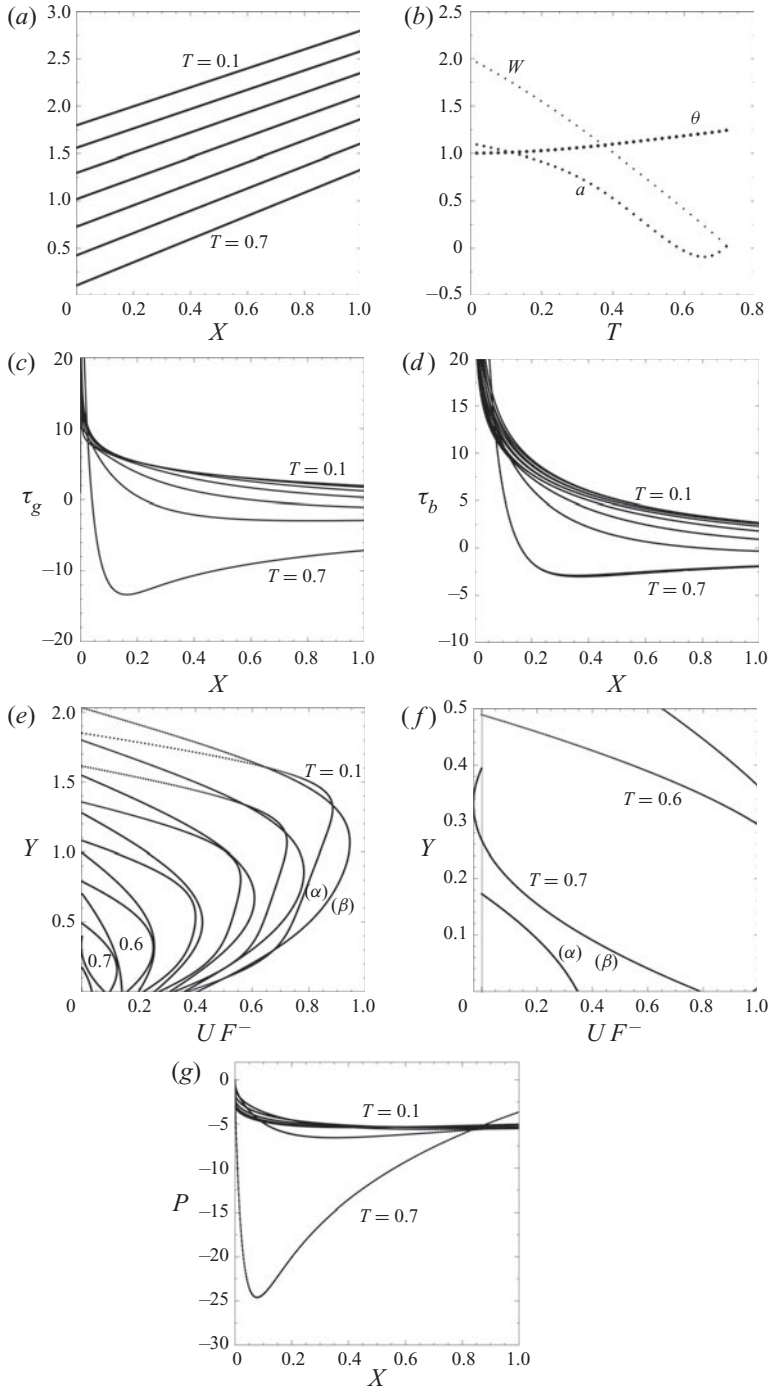 (a)
3.0
2.5
2.0
1.5
1.0
0.5
T = 0.1
T = 0.7
0 0.2 0.4 0.6 0.8 1.0
X
(b)
2.5
2.0
1.5
1.0
0.5
0
−0.5
W
θ
a
0 0.2 0.4 0.6 0.8
T
(c)
20
10
0
−10
−20
τg
T = 0.1
T = 0.7
0 0.2 0.4 0.6 0.8 1.0
X
(d)
20
15
10
5
0
−5
−10
τb
T = 0.1
T = 0.7
0 0.2 0.4 0.6 0.8 1.0
X
(e)
2.0
1.5
1.0
0.5
Y
T = 0.1
(α)
(β)
0.6
0.7
0 0.2 0.4 0.6 0.8 1.0
U F−
(f)
0.5
0.4
0.3
0.2
0.1
Y
T = 0.6
T = 0.7
(α)
(β)
0 0.2 0.4 0.6 0.8 1.0
U F−
(g)
0
−5
−10
−15
−20
−25
−30
P
T = 0.1
T = 0.7
0 0.2 0.4 0.6 0.8 1.0
X